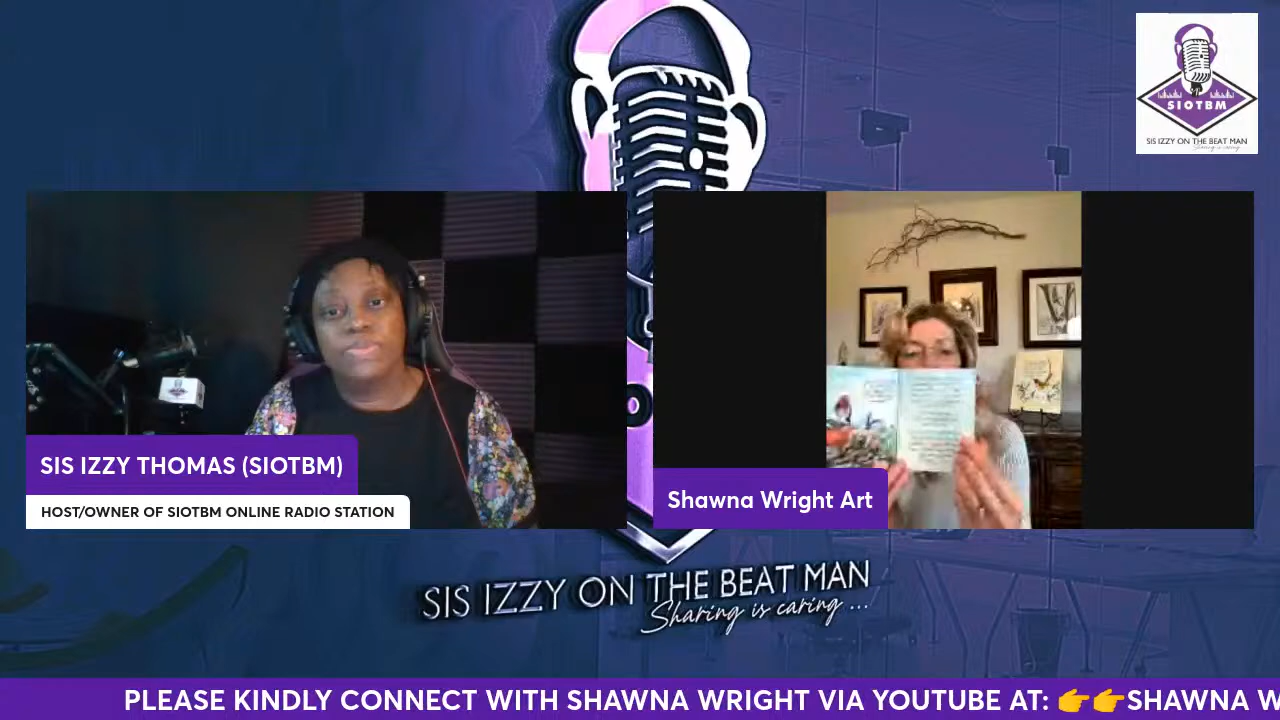 SIOTBM
SIS IZZY ON THE BEAT MAN
SIS IZZY THOMAS (SIOTBM)
HOST/OWNER OF SIOTBM ONLINE RADIO STATION
Shawna Wright Art
SIS IZZY ON THE BEAT MAN
Sharing is caring ...
PLEASE KINDLY CONNECT WITH SHAWNA WRIGHT VIA YOUTUBE AT: 👉👉SHAWNA W